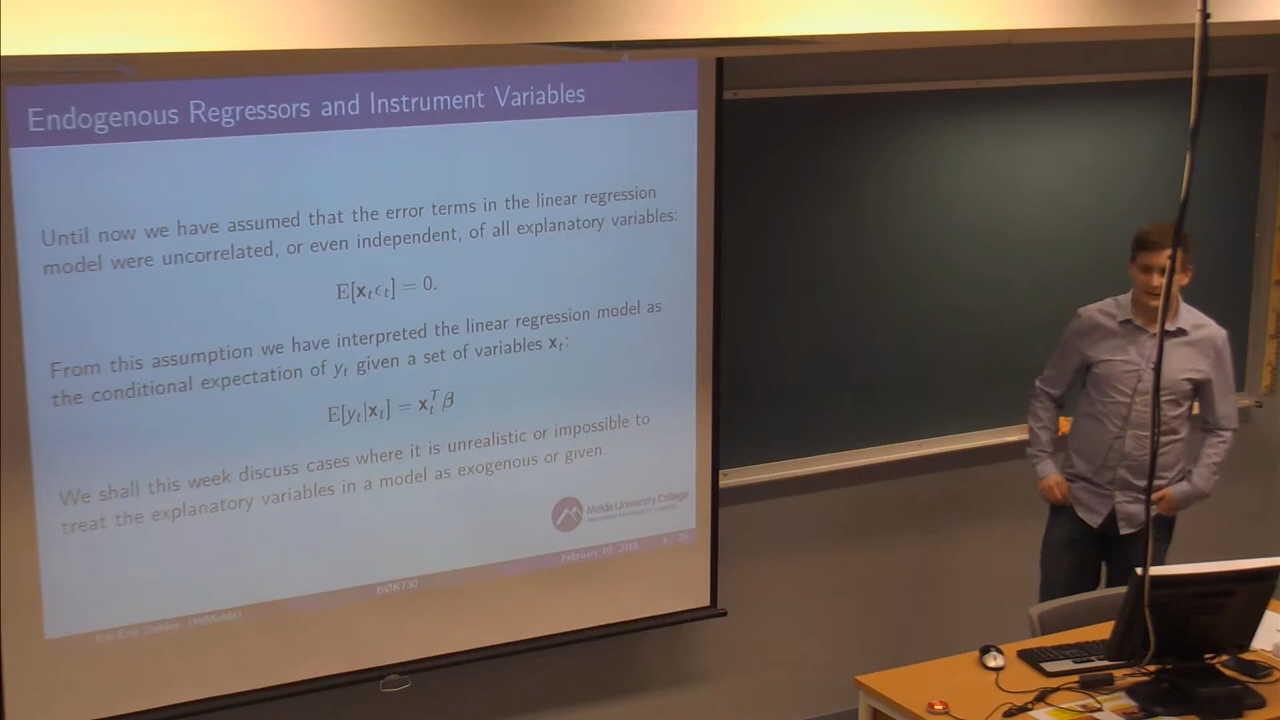 Endogenous Regressors and Instrument Variables
Until now we have assumed that the error terms in the linear regression
model were uncorrelated, or even independent, of all explanatory variables:
E[xₜϵₜ] = 0.
From this assumption we have interpreted the linear regression model as
the conditional expectation of yₜ given a set of variables xₜ:
E[yₜ|xₜ] = xₜᵀβ
We shall this week discuss cases where it is unrealistic or impossible to
treat the explanatory variables in a model as exogenous or given.
Molde University College
February 10, 2015
BØK730
(HiMolde)